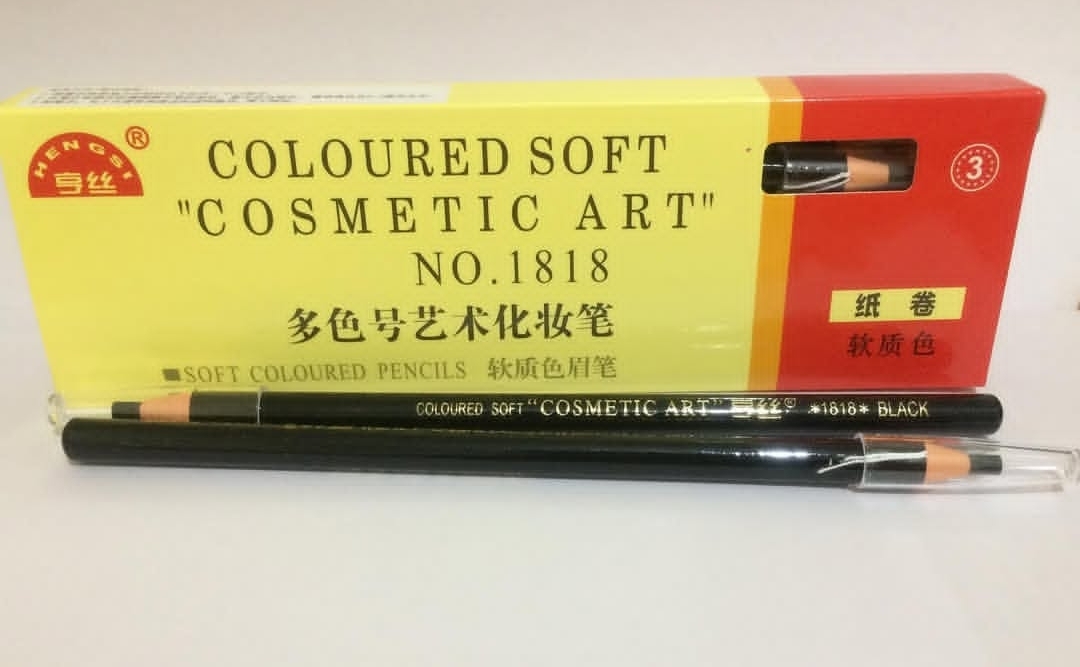 HENGSI ®
亨丝
COLOURED SOFT
"COSMETIC ART"
NO.1818
多色号艺术化妆笔
■SOFT COLOURED PENCILS 软质色眉笔
3
纸 卷
软质色
COLOURED SOFT "COSMETIC ART" 亨丝® *1818* BLACK